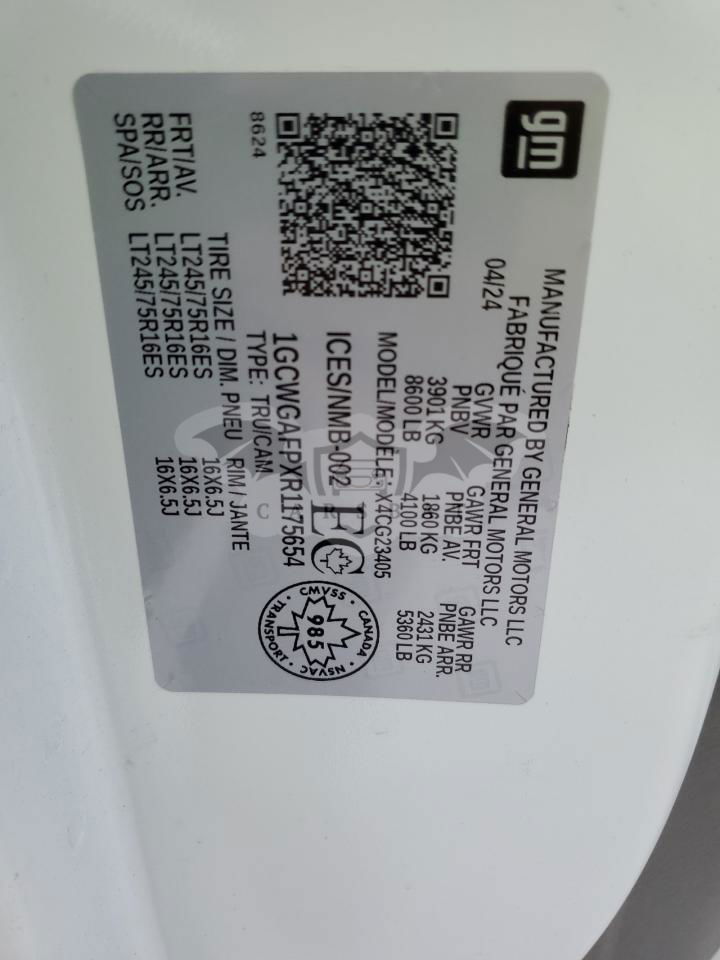 gm
MANUFACTURED BY GENERAL MOTORS LLC
FABRIQUÉ PAR GENERAL MOTORS LLC
04/24 GVWR GAWR FRT GAWR RR
PNBV PNBE AV. PNBE ARR.
3901 KG 1860 KG 2431 KG
8600 LB 4100 LB 5360 LB
MODEL/MODÈLE: X4CG23405
ICES/NMB-002 EC
1GCWGAFPXR1175654
TYPE: TRU/CAM
8624
CMVSS · CANADA · NSVAC · TRANSPORT ·
985
TIRE SIZE / DIM. PNEU RIM / JANTE
FRT/AV. LT245/75R16ES 16X6.5J
RR/ARR. LT245/75R16ES 16X6.5J
SPA/SOS LT245/75R16ES 16X6.5J